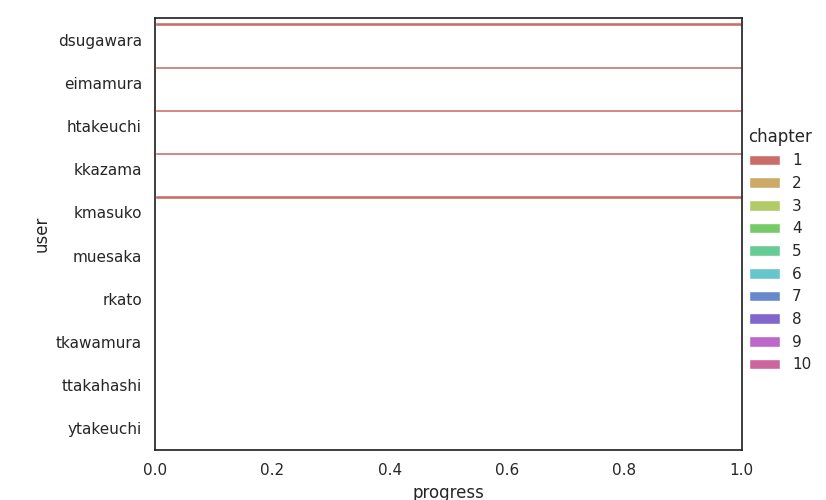 dsugawara
eimamura
htakeuchi
kkazama
kmasuko
muesaka
rkato
tkawamura
ttakahashi
ytakeuchi
user
0.0 0.2 0.4 0.6 0.8 1.0
progress
chapter
1
2
3
4
5
6
7
8
9
10